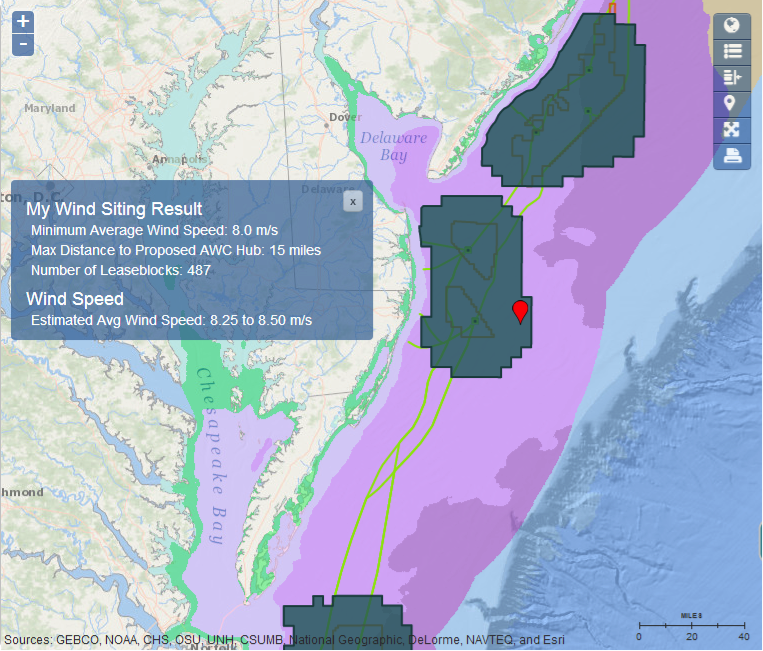 +
-
Maryland
Dover
Delaware
Bay
Annapolis
ton, D.C.
Delaware
x
My Wind Siting Result
Minimum Average Wind Speed: 8.0 m/s
Max Distance to Proposed AWC Hub: 15 miles
Number of Leaseblocks: 487
Wind Speed
Estimated Avg Wind Speed: 8.25 to 8.50 m/s
Chesapeake Bay
hmond
MILES
0 20 40
Sources: GEBCO, NOAA, CHS, OSU, UNH, CSUMB, National Geographic, DeLorme, NAVTEQ, and Esri
Norfolk